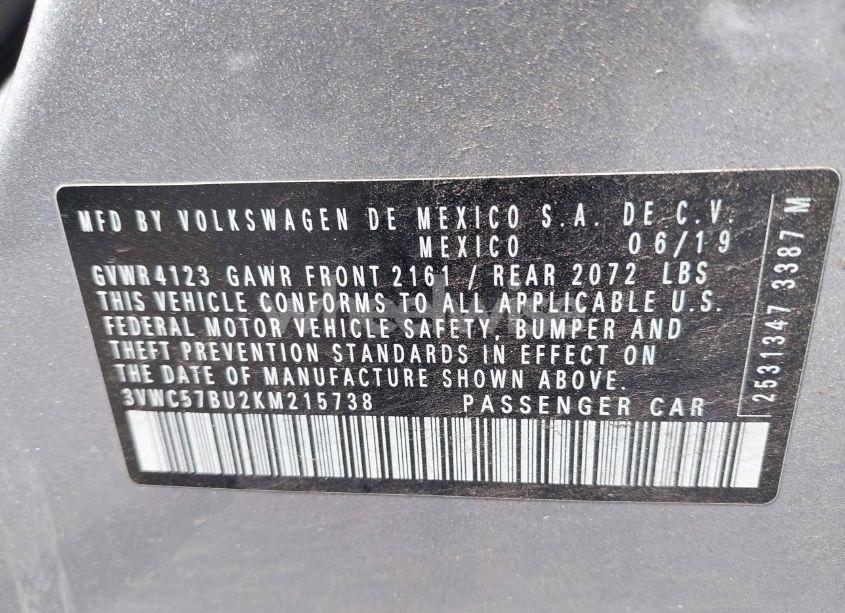 MFD BY VOLKSWAGEN DE MEXICO S.A. DE C.V.
MEXICO 06/19
GVWR4123 GAWR FRONT 2161 / REAR 2072 LBS
THIS VEHICLE CONFORMS TO ALL APPLICABLE U.S.
FEDERAL MOTOR VEHICLE SAFETY, BUMPER AND
THEFT PREVENTION STANDARDS IN EFFECT ON
THE DATE OF MANUFACTURE SHOWN ABOVE.
3VWC57BU2KM215738 PASSENGER CAR
2531347 3387 M